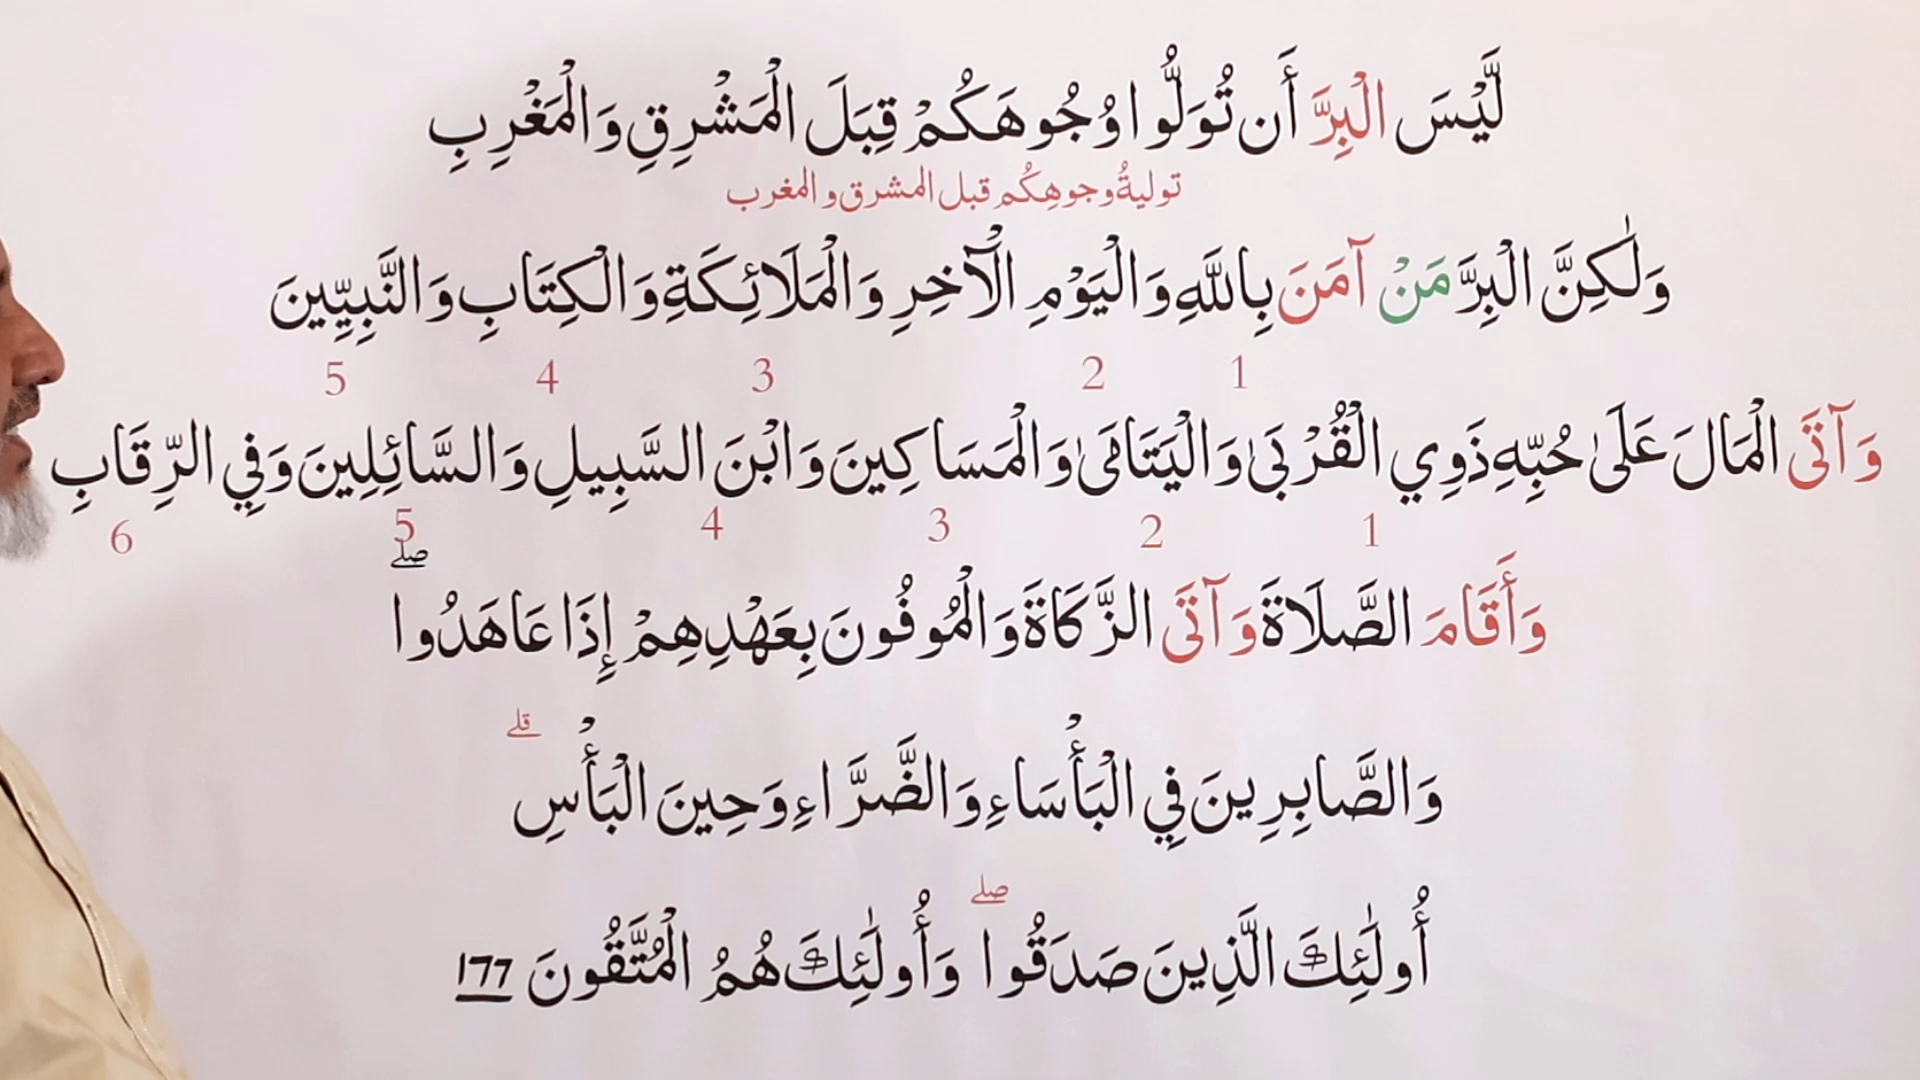 لَّيْسَ الْبِرَّ أَن تُوَلُّوا وُجُوهَكُمْ قِبَلَ الْمَشْرِقِ وَالْمَغْرِبِ
توليةُ وجوهِكُم قبل المشرق و المغرب
وَلَٰكِنَّ الْبِرَّ مَنْ آمَنَ بِاللَّهِ وَالْيَوْمِ الْآخِرِ وَالْمَلَائِكَةِ وَالْكِتَابِ وَالنَّبِيِّينَ
1 2 3 4 5
وَآتَى الْمَالَ عَلَىٰ حُبِّهِ ذَوِي الْقُرْبَىٰ وَالْيَتَامَىٰ وَالْمَسَاكِينَ وَابْنَ السَّبِيلِ وَالسَّائِلِينَ وَفِي الرِّقَابِ
1 2 3 4 5 6
وَأَقَامَ الصَّلَاةَ وَآتَى الزَّكَاةَ وَالْمُوفُونَ بِعَهْدِهِمْ إِذَا عَاهَدُوا ۖ
وَالصَّابِرِينَ فِي الْبَأْسَاءِ وَالضَّرَّاءِ وَحِينَ الْبَأْسِ ۗ
أُولَٰئِكَ الَّذِينَ صَدَقُوا ۖ وَأُولَٰئِكَ هُمُ الْمُتَّقُونَ 177